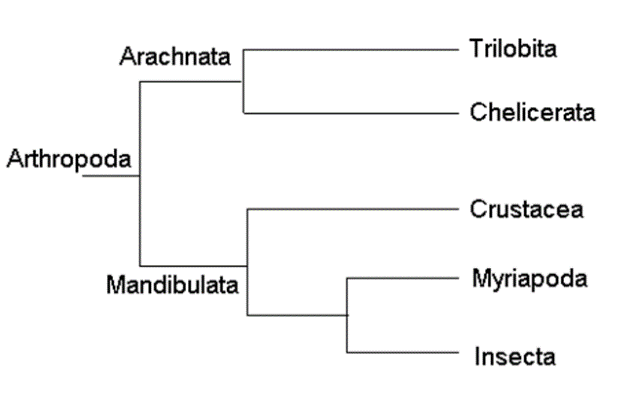 Trilobita
Arachnata
Chelicerata
Arthropoda
Crustacea
Mandibulata
Myriapoda
Insecta